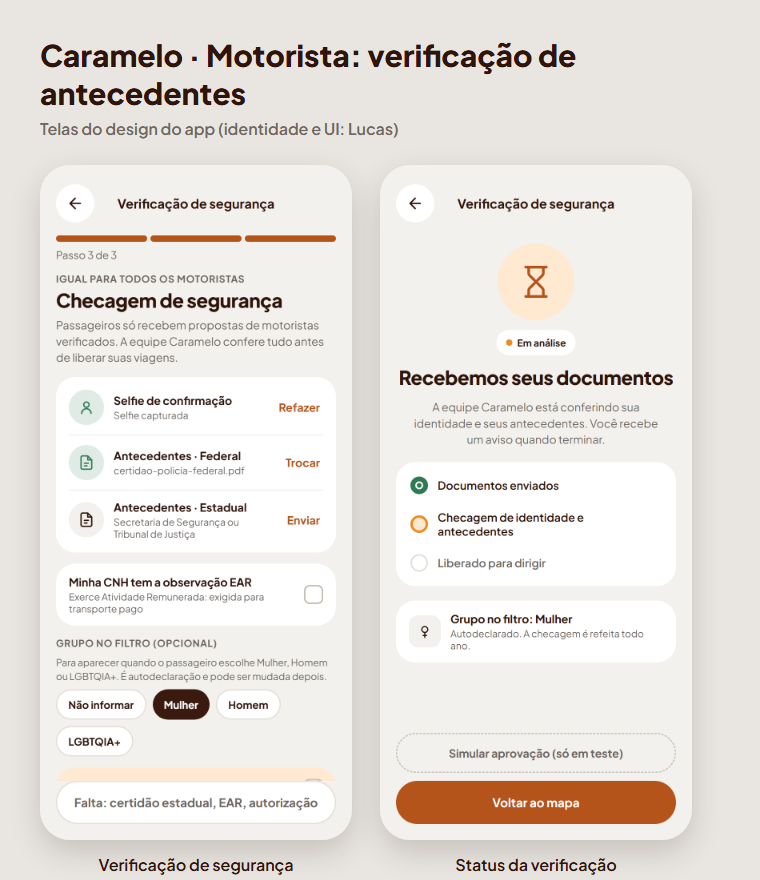 Caramelo · Motorista: verificação de
antecedentes
Telas do design do app (identidade e UI: Lucas)
Verificação de segurança
Passo 3 de 3
IGUAL PARA TODOS OS MOTORISTAS
Checagem de segurança
Passageiros só recebem propostas de motoristas
verificados. A equipe Caramelo confere tudo antes
de liberar suas viagens.
Selfie de confirmação
Selfie capturada
Refazer
Antecedentes · Federal
certidao-policia-federal.pdf
Trocar
Antecedentes · Estadual
Secretaria de Segurança ou
Tribunal de Justiça
Enviar
Minha CNH tem a observação EAR
Exerce Atividade Remunerada: exigida para
transporte pago
GRUPO NO FILTRO (OPCIONAL)
Para aparecer quando o passageiro escolhe Mulher, Homem
ou LGBTQIA+. É autodeclaração e pode ser mudada depois.
Não informar
Mulher
Homem
LGBTQIA+
Falta: certidão estadual, EAR, autorização
Verificação de segurança
Verificação de segurança
Em análise
Recebemos seus documentos
A equipe Caramelo está conferindo sua
identidade e seus antecedentes. Você recebe
um aviso quando terminar.
Documentos enviados
Checagem de identidade e
antecedentes
Liberado para dirigir
Grupo no filtro: Mulher
Autodeclarado. A checagem é refeita todo
ano.
Simular aprovação (só em teste)
Voltar ao mapa
Status da verificação